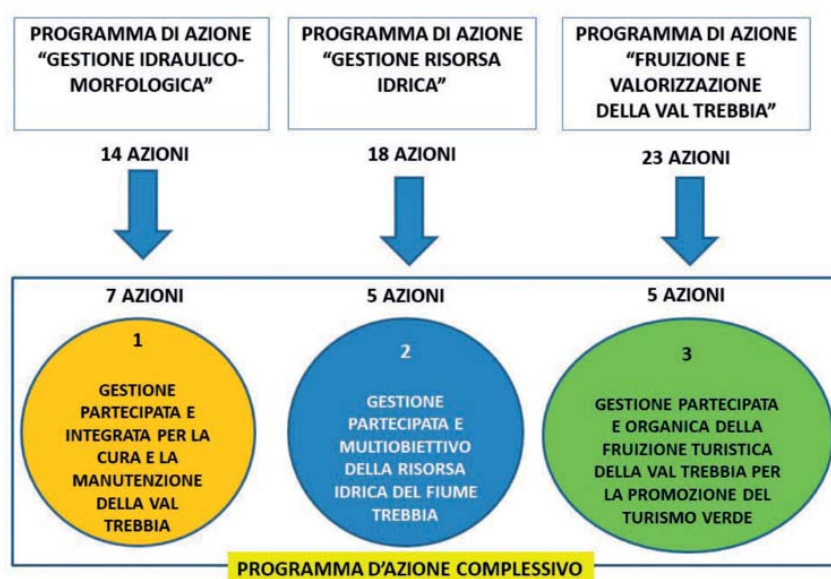 PROGRAMMA DI AZIONE
“GESTIONE IDRAULICO-
MORFOLOGICA”
PROGRAMMA DI AZIONE
“GESTIONE RISORSA
IDRICA”
PROGRAMMA DI AZIONE
“FRUIZIONE E
VALORIZZAZIONE
DELLA VAL TREBBIA”
14 AZIONI
18 AZIONI
23 AZIONI
7 AZIONI
5 AZIONI
5 AZIONI
1
GESTIONE
PARTECIPATA E
INTEGRATA PER LA
CURA E LA
MANUTENZIONE
DELLA VAL
TREBBIA
2
GESTIONE
PARTECIPATA E
MULTIOBIETTIVO
DELLA RISORSA
IDRICA DEL FIUME
TREBBIA
3
GESTIONE PARTECIPATA
E ORGANICA DELLA
FRUIZIONE TURISTICA
DELLA VAL TREBBIA PER
LA PROMOZIONE DEL
TURISMO VERDE
PROGRAMMA D’AZIONE COMPLESSIVO